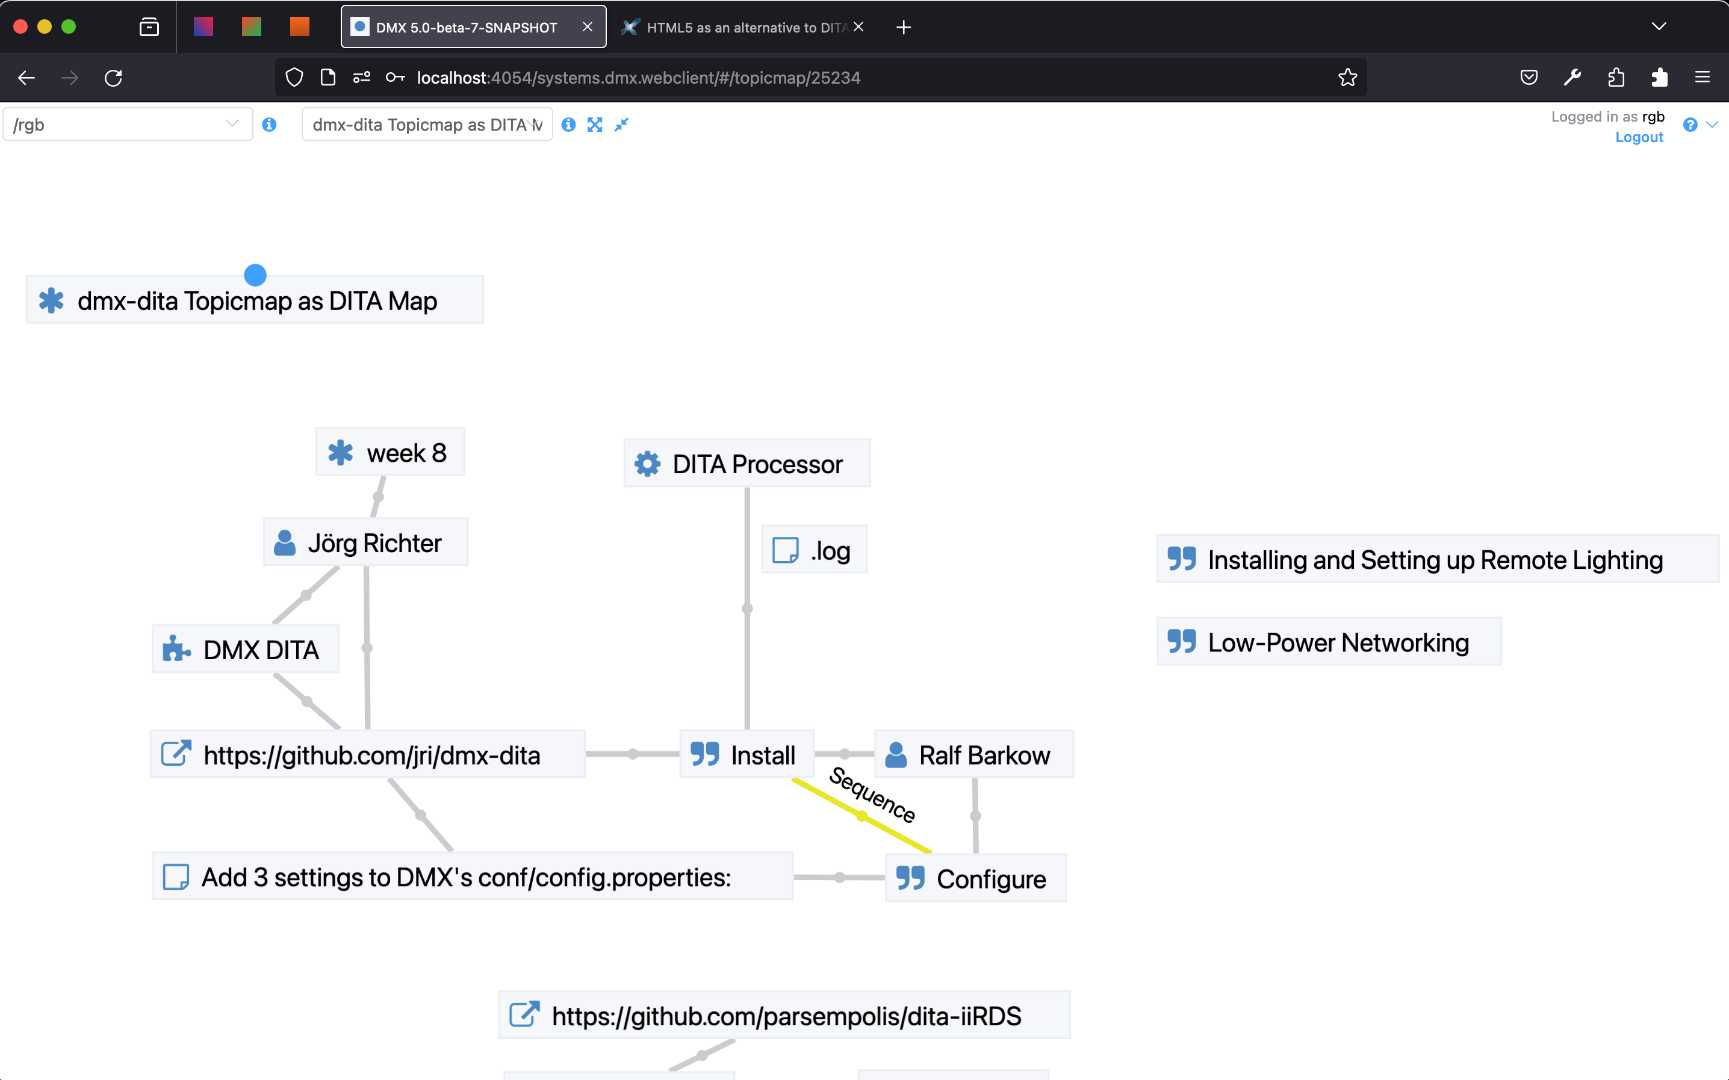 DMX 5.0-beta-7-SNAPSHOT
HTML5 as an alternative to DITA
localhost:4054/systems.dmx.webclient/#/topicmap/25234
/rgb
dmx-dita Topicmap as DITA M
Logged in as rgb
Logout
dmx-dita Topicmap as DITA Map
week 8
DITA Processor
Jörg Richter
.log
Installing and Setting up Remote Lighting
DMX DITA
Low-Power Networking
https://github.com/jri/dmx-dita
Install
Ralf Barkow
Sequence
Add 3 settings to DMX's conf/config.properties:
Configure
https://github.com/parsempolis/dita-iiRDS